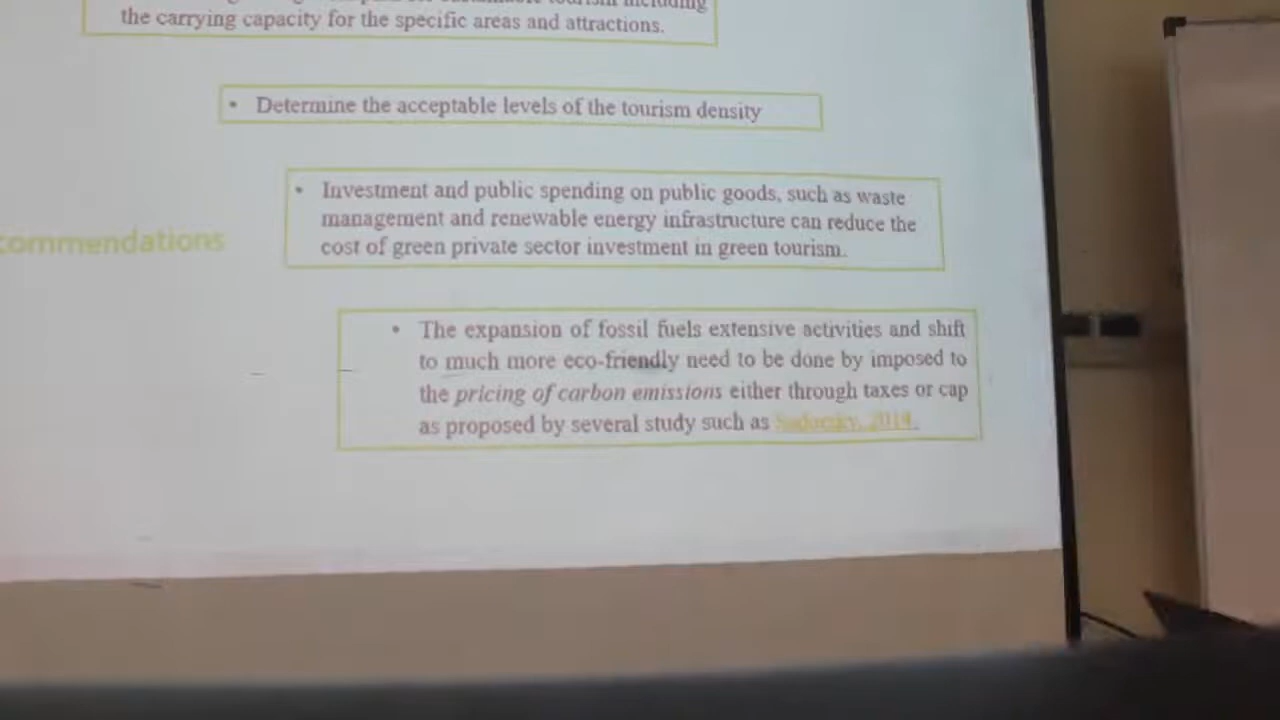 sustainable tourism including
the carrying capacity for the specific areas and attractions.
• Determine the acceptable levels of the tourism density
• Investment and public spending on public goods, such as waste
management and renewable energy infrastructure can reduce the
cost of green private sector investment in green tourism.
commendations
• The expansion of fossil fuels extensive activities and shift
to much more eco-friendly need to be done by imposed to
the pricing of carbon emissions either through taxes or cap
as proposed by several study such as